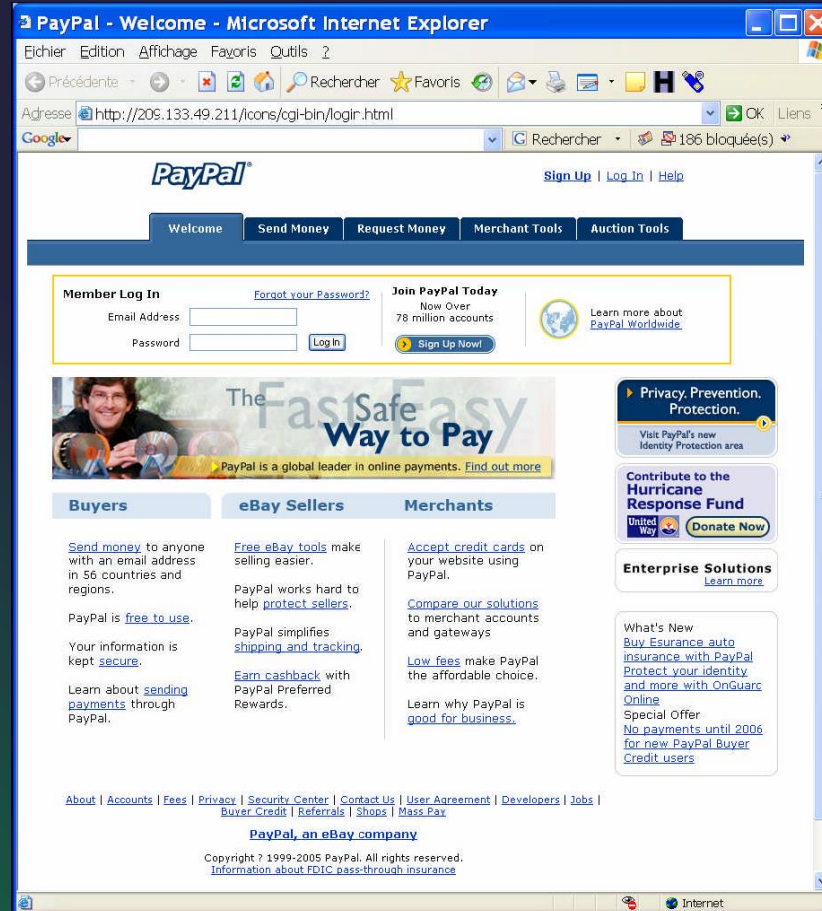 PayPal - Welcome - Microsoft Internet Explorer
Eichier Edition Affichage Favoris Outils ?
Précédente Rechercher Favoris
Adresse http://209.133.49.211/icons/cgi-bin/login.html OK Liens
Google Rechercher 186 bloquée(s)
PayPal®
Sign Up | Log In | Help
Welcome Send Money Request Money Merchant Tools Auction Tools
Member Log In Forgot your Password?
Email Address
Password Log In
Join PayPal Today
Now Over
78 million accounts
Sign Up Now!
Learn more about
PayPal Worldwide
The Fast Easy Safe
Way to Pay
PayPal is a global leader in online payments. Find out more
Privacy. Prevention.
Protection.
Visit PayPal's new
Identity Protection area
Contribute to the
Hurricane
Response Fund
United Way Donate Now
Enterprise Solutions
Learn more
What's New
Buy Esurance auto
insurance with PayPal
Protect your identity
and more with OnGuard
Online
Special Offer
No payments until 2006
for new PayPal Buyer
Credit users
Buyers
Send money to anyone
with an email address
in 56 countries and
regions.
PayPal is free to use.
Your information is
kept secure.
Learn about sending
payments through
PayPal.
eBay Sellers
Free eBay tools make
selling easier.
PayPal works hard to
help protect sellers.
PayPal simplifies
shipping and tracking.
Earn cashback with
PayPal Preferred
Rewards.
Merchants
Accept credit cards on
your website using
PayPal.
Compare our solutions
to merchant accounts
and gateways
Low fees make PayPal
the affordable choice.
Learn why PayPal is
good for business.
About | Accounts | Fees | Privacy | Security Center | Contact Us | User Agreement | Developers | Jobs |
Buyer Credit | Referrals | Shops | Mass Pay
PayPal, an eBay company
Copyright ? 1999-2005 PayPal. All rights reserved.
Information about FDIC pass-through insurance
Internet